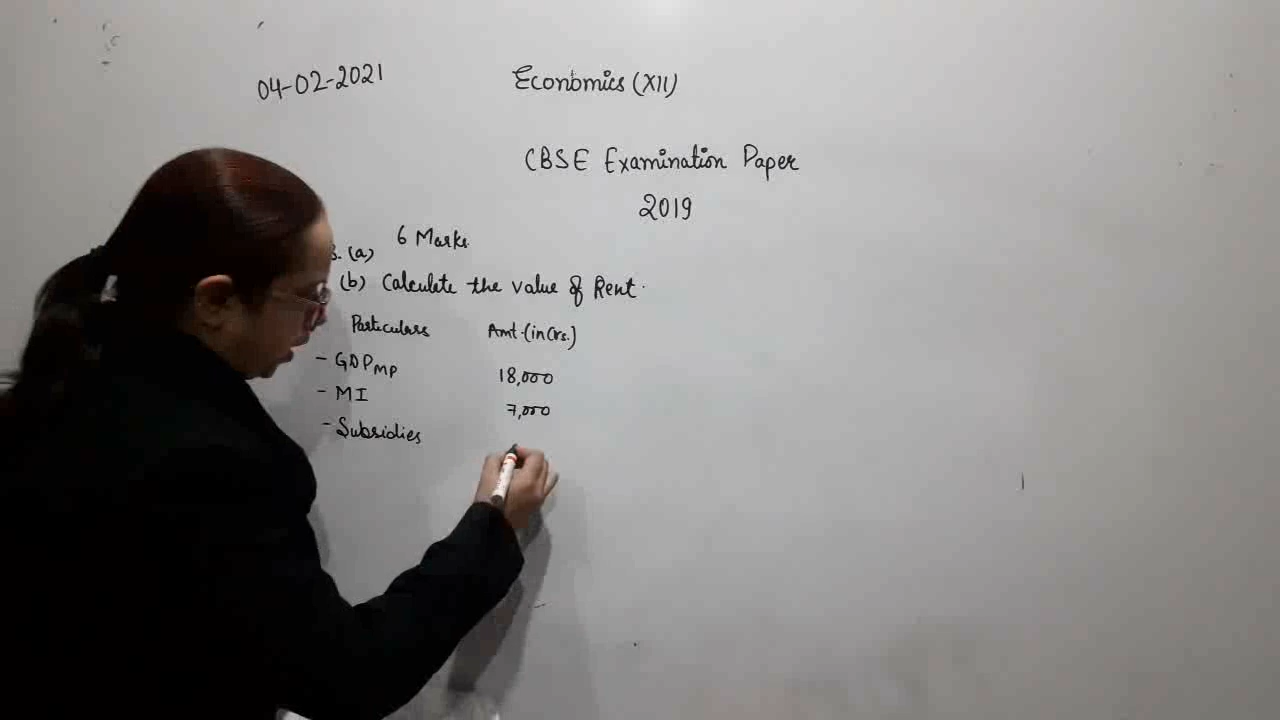 04-02-2021 Economics (XII)
CBSE Examination Paper
2019
6 Marks
(a)
(b) Calculate the value of Rent.
Particulars Amt. (in Crs.)
- GDPMP 18,000
- MI 7,000
- Subsidies